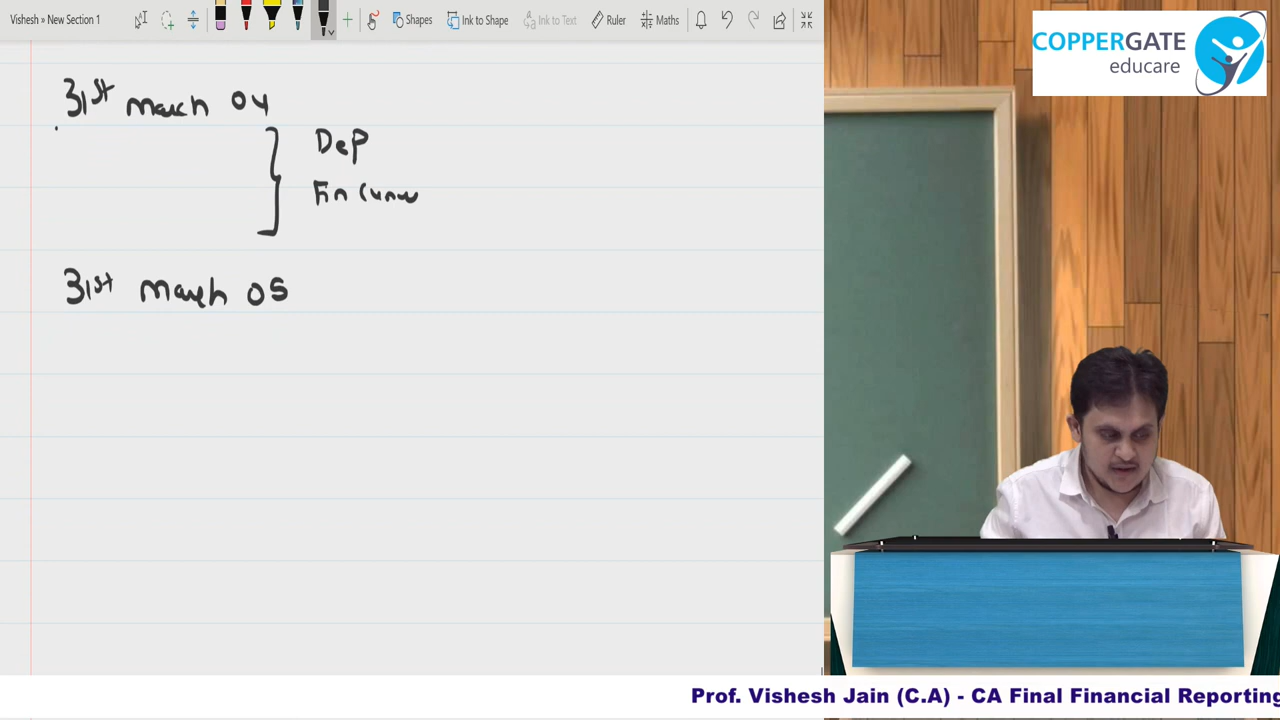 Vishesh » New Section 1
Shapes
Ink to Shape
Ink to Text
Ruler
Maths
COPPERGATE
educare
31st march 04
Dep
Fin
31st March 05
Prof. Vishesh Jain (C.A) - CA Final Financial Reporting